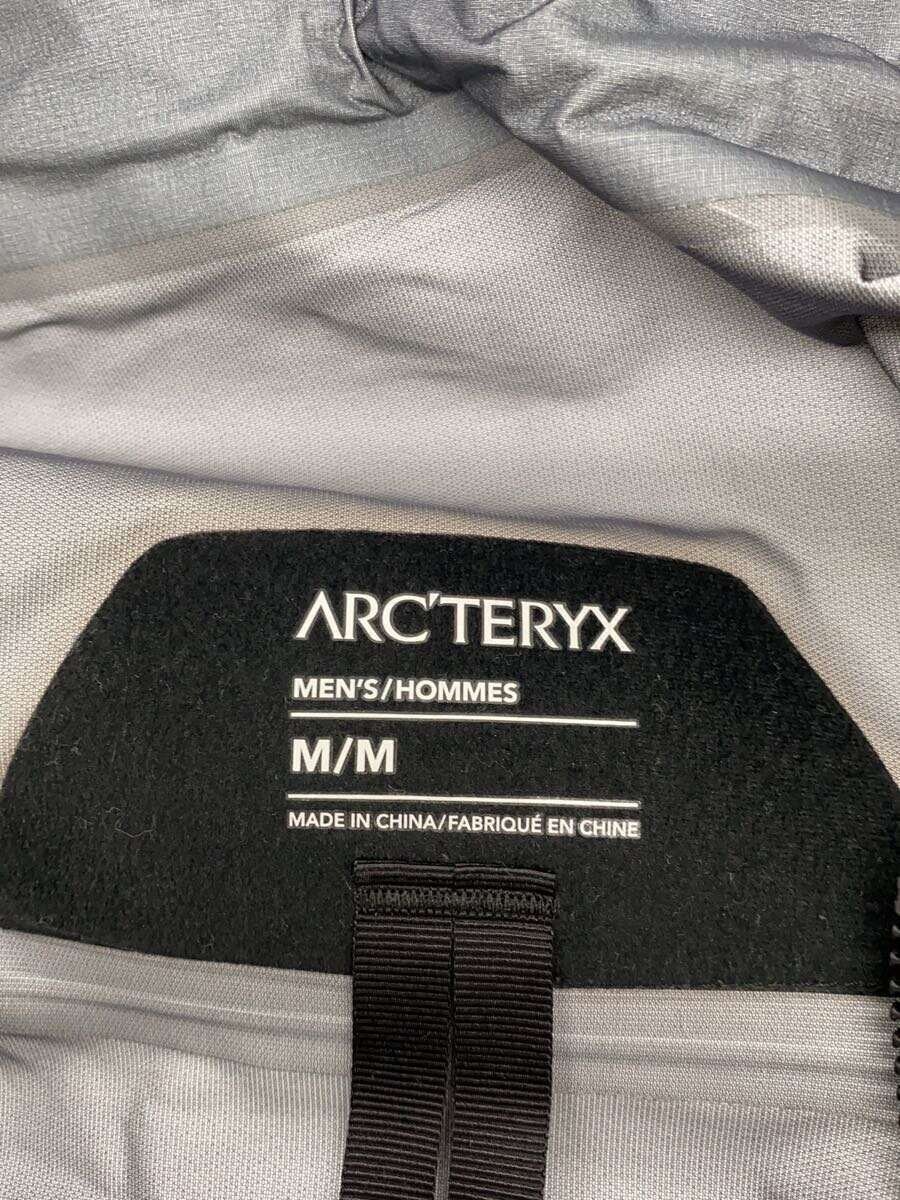 ARC'TERYX
MEN'S/HOMMES
M/M
MADE IN CHINA/FABRIQUÉ EN CHINE